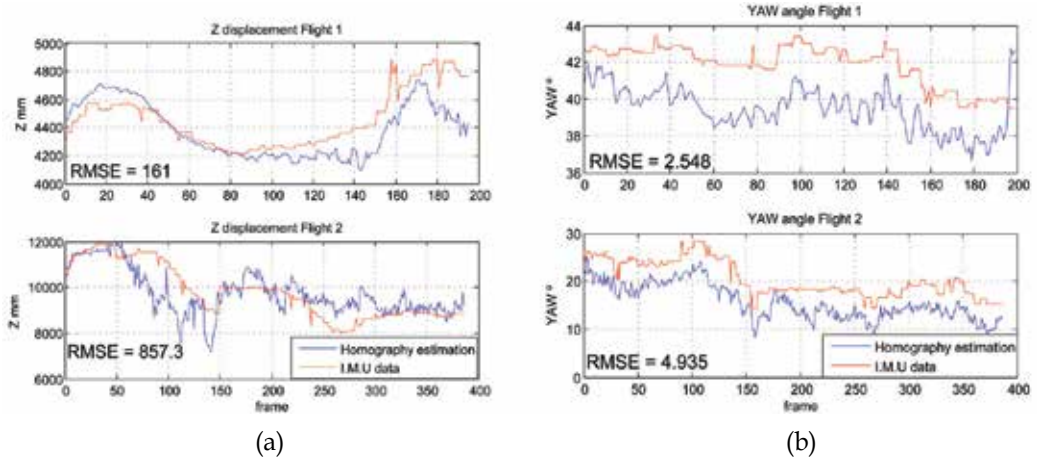 Z displacement Flight 1
5000
4800
4600
4400
4200
4000
Z mm
RMSE = 161
0 20 40 60 80 100 120 140 160 180 200
Z displacement Flight 2
12000
10000
8000
6000
Z mm
RMSE = 857.3
Homography estimation
I.M.U data
0 50 100 150 200 250 300 350 400
frame
(a)
YAW angle Flight 1
44
42
40
38
36
YAW º
RMSE = 2.548
0 20 40 60 80 100 120 140 160 180 200
YAW angle Flight 2
30
20
10
0
YAW º
RMSE = 4.935
Homography estimation
I.M.U data
0 50 100 150 200 250 300 350 400
frame
(b)